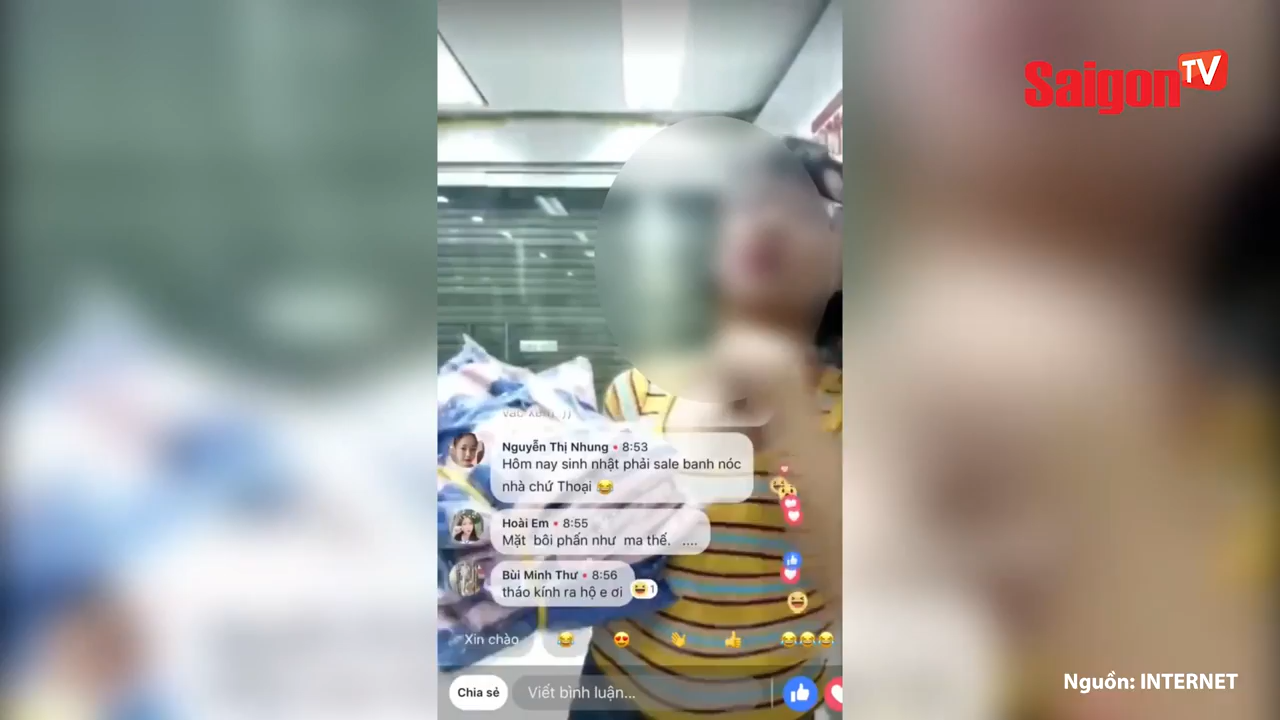 Saigon TV
Nguyễn Thị Nhung • 8:53
Hôm nay sinh nhật phải sale banh nóc
nhà chứ Thoại 😂
Hoài Em • 8:55
Mặt bôi phấn như ma thế. ....
Bùi Minh Thư • 8:56
tháo kính ra hộ e ơi
1
Xin chào
Chia sẻ
Viết bình luận...
Nguồn: INTERNET